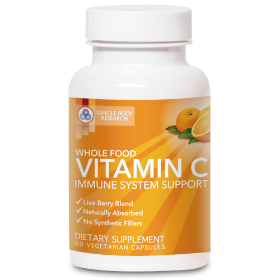 WHOLE BODY
RESEARCH
WHOLE FOOD
VITAMIN C
IMMUNE SYSTEM SUPPORT
✓ Live Berry Blend
✓ Naturally Absorbed
✓ No Synthetic Fillers
DIETARY SUPPLEMENT
VEGETARIAN CAPSULES